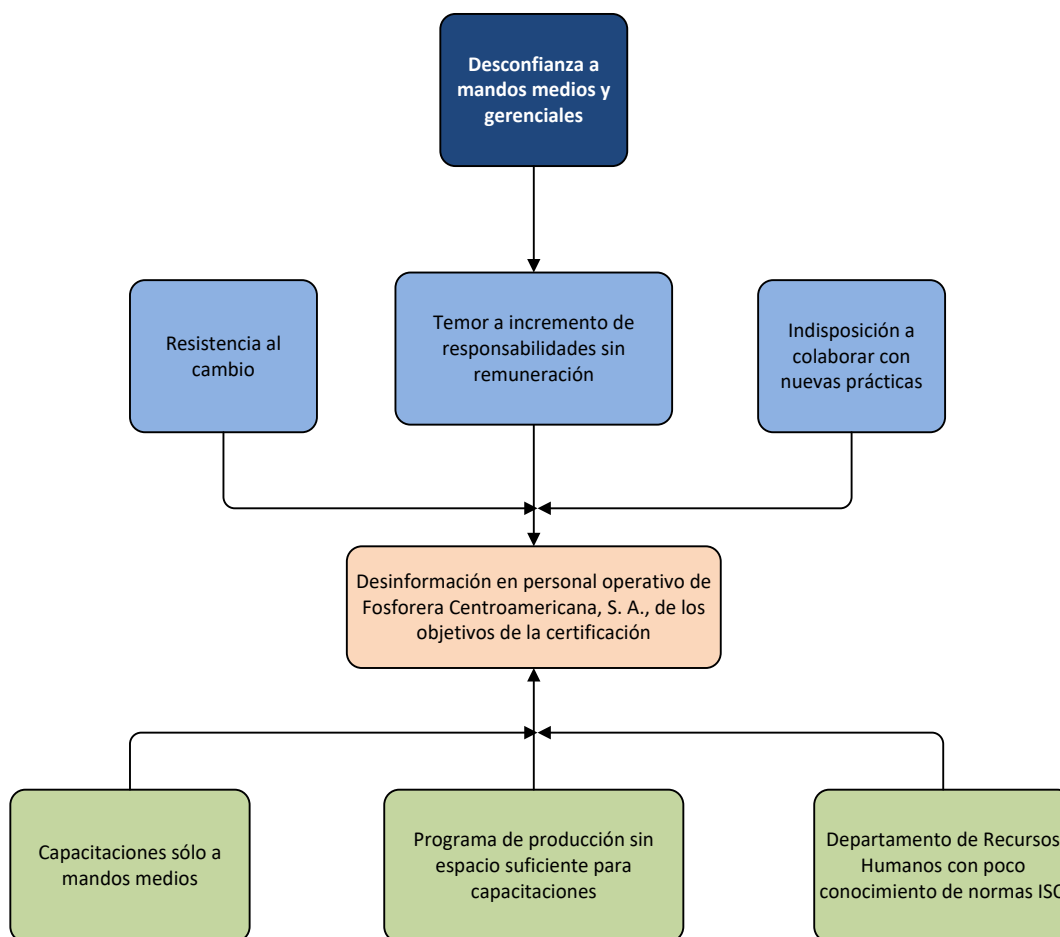 Desconfianza a
mandos medios y
gerenciales
Resistencia al
cambio
Temor a incremento de
responsabilidades sin
remuneración
Indisposición a
colaborar con
nuevas prácticas
Desinformación en personal operativo de
Fosforera Centroamericana, S. A., de los
objetivos de la certificación
Capacitaciones sólo a
mandos medios
Programa de producción sin
espacio suficiente para
capacitaciones
Departamento de Recursos
Humanos con poco
conocimiento de normas ISO